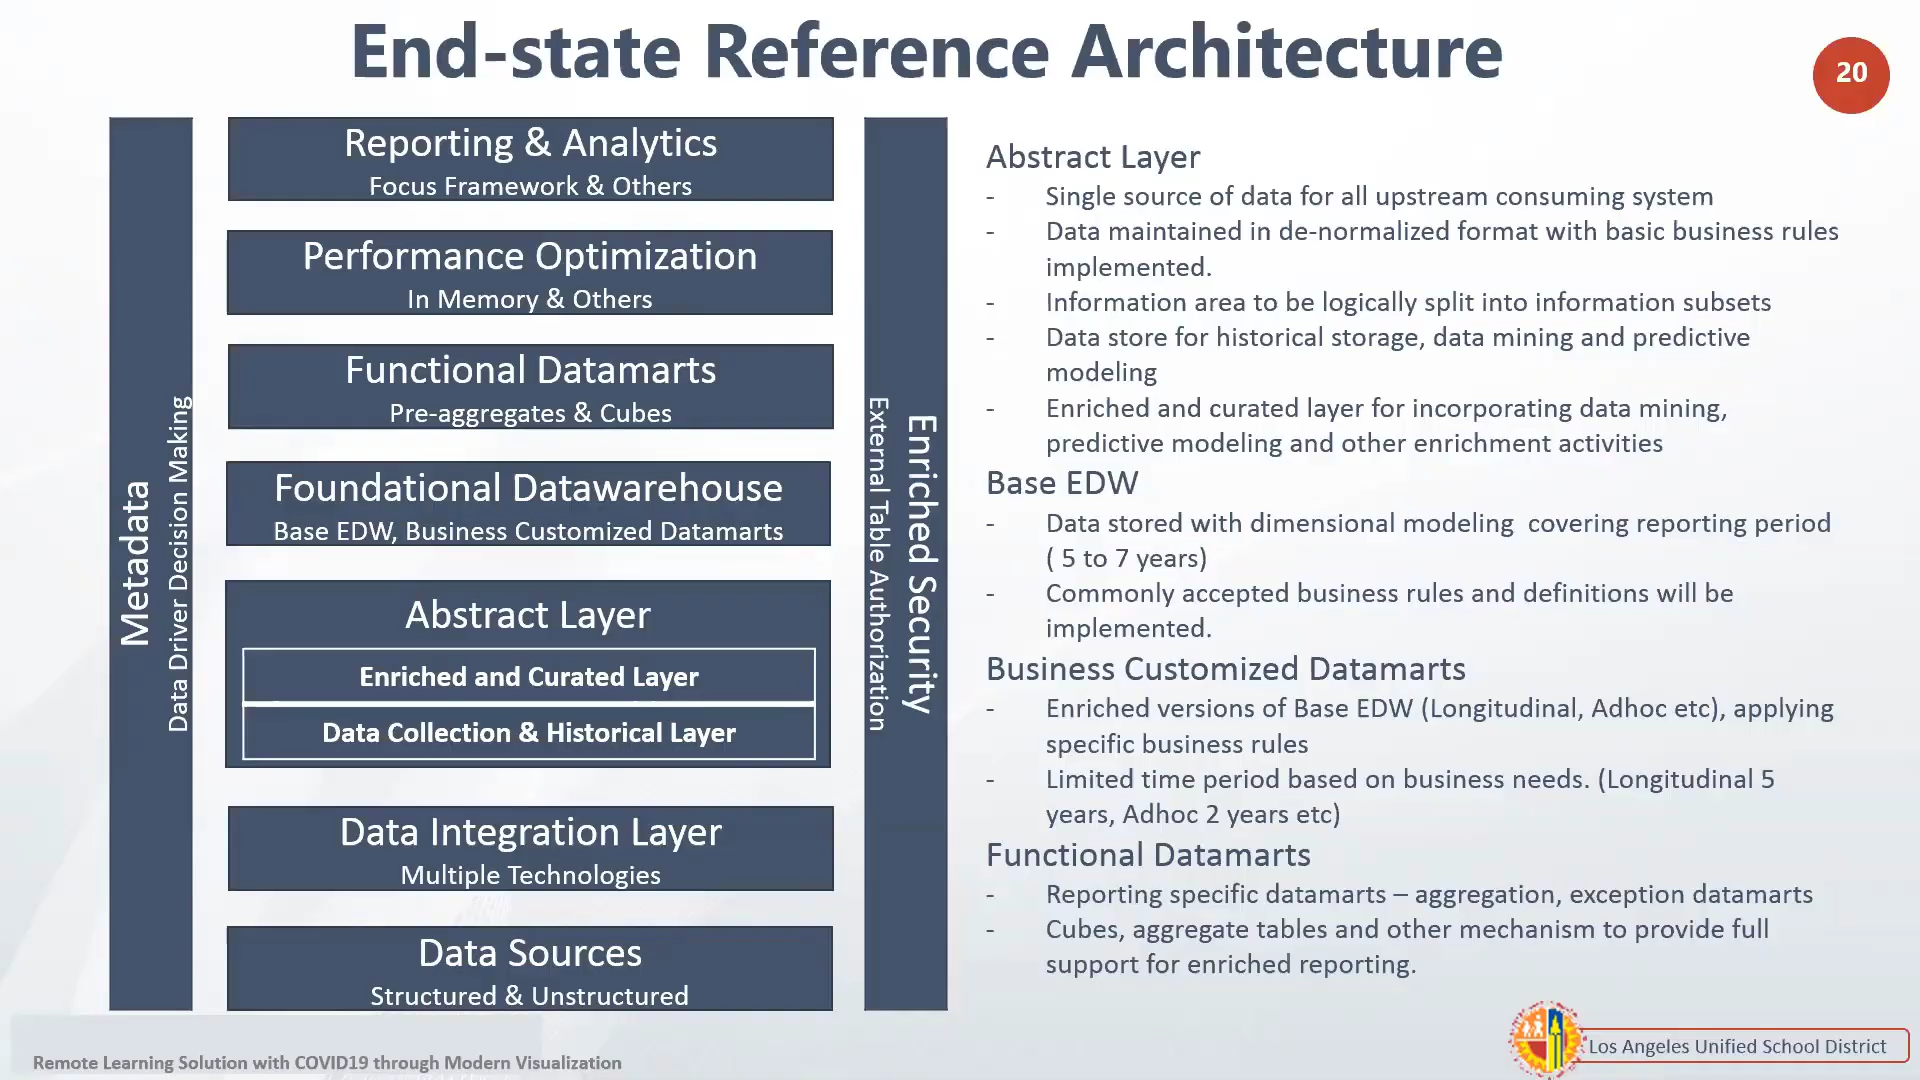 End-state Reference Architecture
20
Metadata
Data Driver Decision Making
Reporting & Analytics
Focus Framework & Others
Performance Optimization
In Memory & Others
Functional Datamarts
Pre-aggregates & Cubes
Foundational Datawarehouse
Base EDW, Business Customized Datamarts
Abstract Layer
Enriched and Curated Layer
Data Collection & Historical Layer
Data Integration Layer
Multiple Technologies
Data Sources
Structured & Unstructured
Enriched Security
External Table Authorization
Abstract Layer
- Single source of data for all upstream consuming system
- Data maintained in de-normalized format with basic business rules
implemented.
- Information area to be logically split into information subsets
- Data store for historical storage, data mining and predictive
modeling
- Enriched and curated layer for incorporating data mining,
predictive modeling and other enrichment activities
Base EDW
- Data stored with dimensional modeling covering reporting period
( 5 to 7 years)
- Commonly accepted business rules and definitions will be
implemented.
Business Customized Datamarts
- Enriched versions of Base EDW (Longitudinal, Adhoc etc), applying
specific business rules
- Limited time period based on business needs. (Longitudinal 5
years, Adhoc 2 years etc)
Functional Datamarts
- Reporting specific datamarts – aggregation, exception datamarts
- Cubes, aggregate tables and other mechanism to provide full
support for enriched reporting.
Remote Learning Solution with COVID19 through Modern Visualization
Los Angeles Unified School District